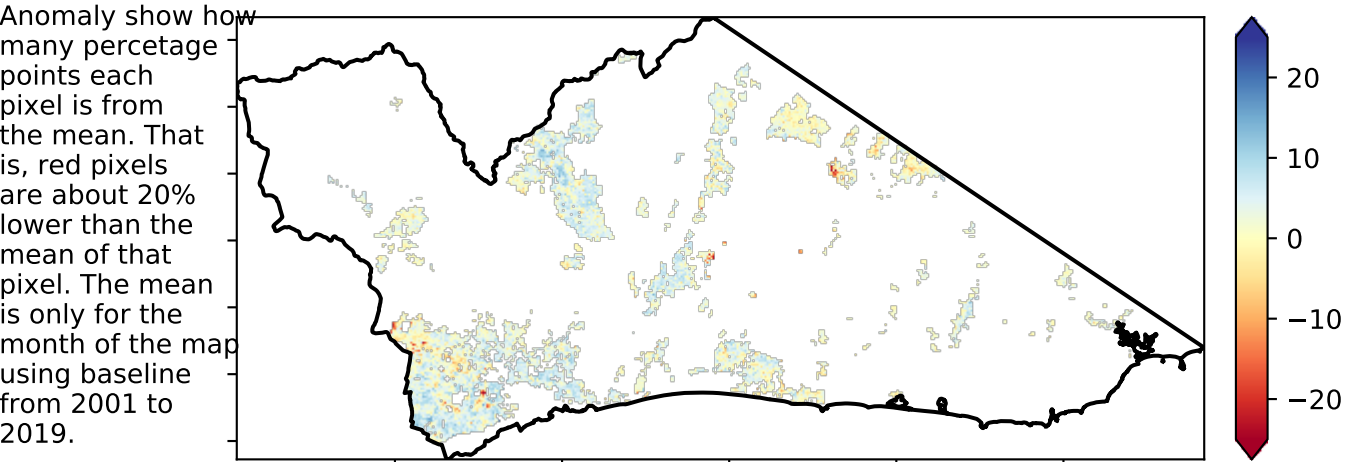 Anomaly show how
many percetage
points each
pixel is from
the mean. That
is, red pixels
are about 20%
lower than the
mean of that
pixel. The mean
is only for the
month of the map
using baseline
from 2001 to
2019.
20
10
0
−10
−20